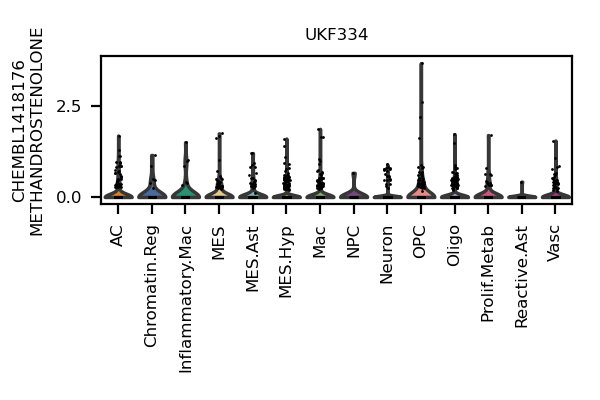 UKF334
CHEMBL1418176
METHANDROSTENOLONE
2.5
0.0
AC
Chromatin.Reg
Inflammatory.Mac
MES
MES.Ast
MES.Hyp
Mac
NPC
Neuron
OPC
Oligo
Prolif.Metab
Reactive.Ast
Vasc